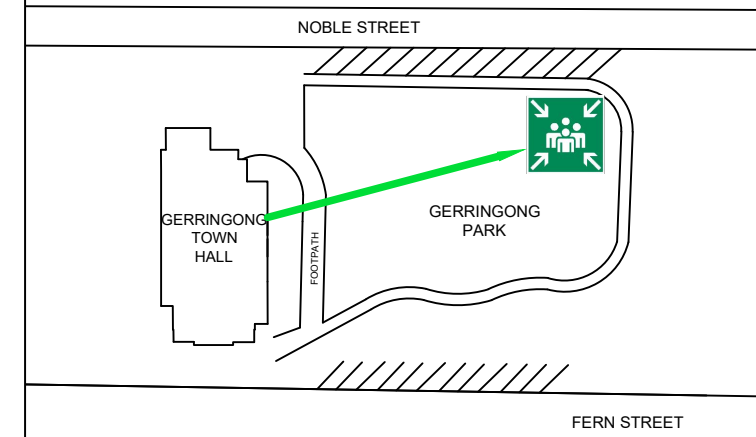 NOBLE STREET
GERRINGONG
TOWN
HALL
FOOTPATH
GERRINGONG
PARK
FERN STREET